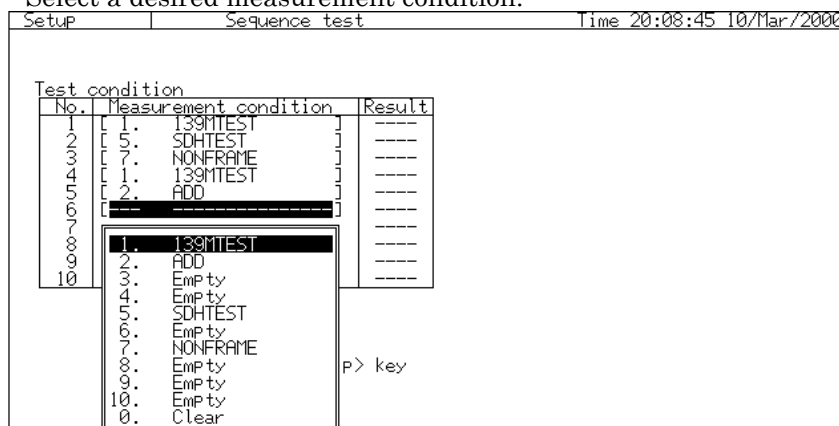 Select a desired measurement condition.
Setup Sequence test Time 20:08:45 10/Mar/2000
Test condition
No. Measurement condition Result
1 [ 1. 139MTEST ] ----
2 [ 5. SDHTEST ] ----
3 [ 7. NONFRAME ] ----
4 [ 1. 139MTEST ] ----
5 [ 2. ADD ] ----
6 [--- ---------------] ----
7 ----
8 1. 139MTEST ----
9 2. ADD ----
10 3. Empty ----
4. Empty
5. SDHTEST
6. Empty
7. NONFRAME
8. Empty p> key
9. Empty
10. Empty
0. Clear